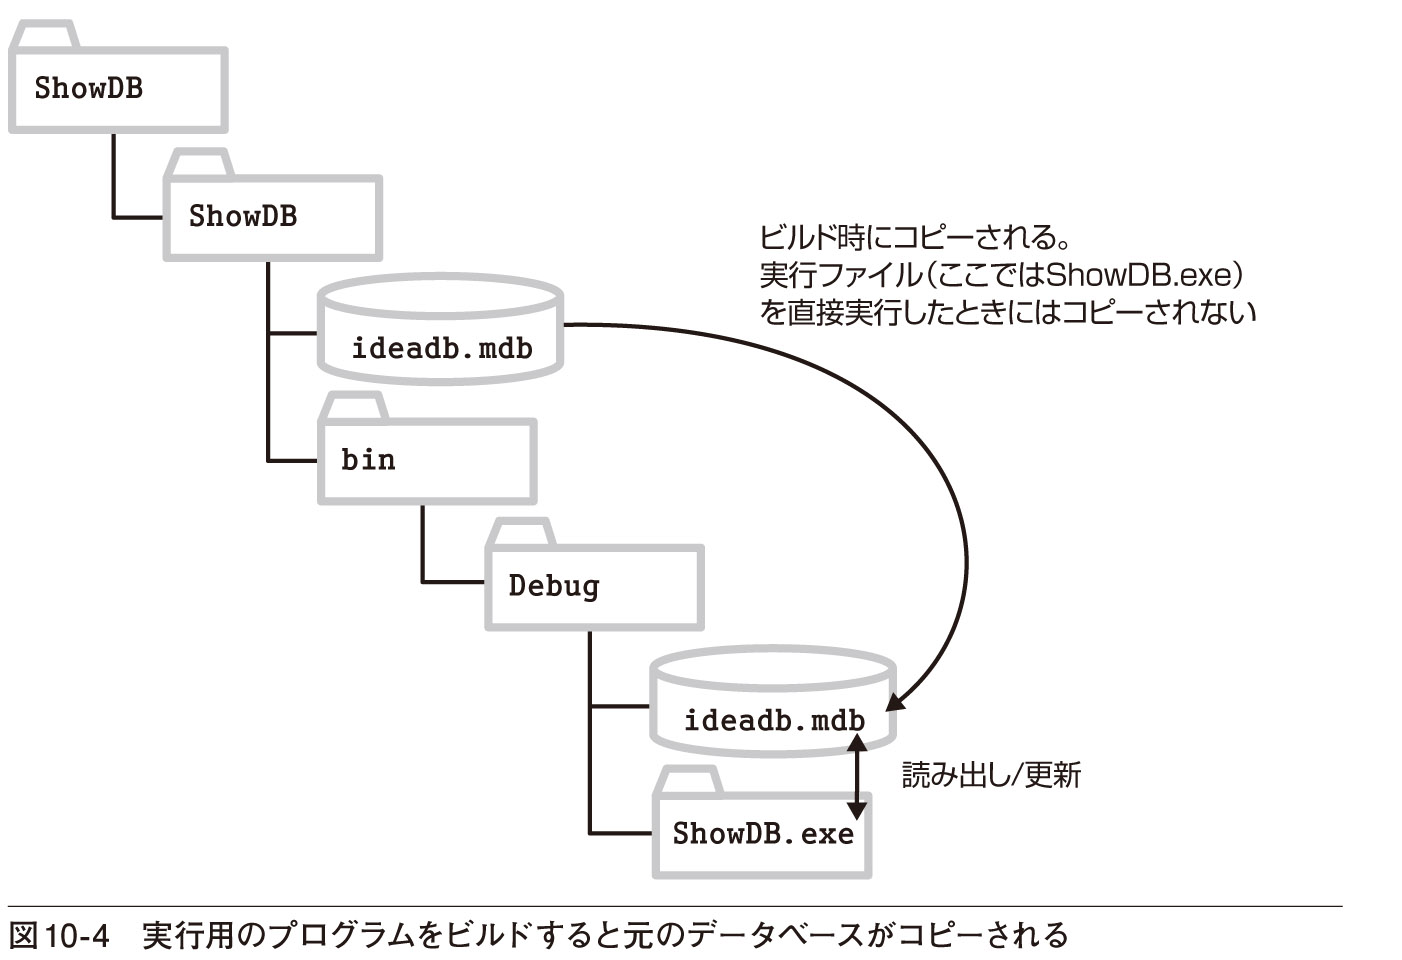 ShowDB
ShowDB
ビルド時にコピーされる。
実行ファイル（ここではShowDB.exe）
を直接実行したときにはコピーされない
ideadb.mdb
bin
Debug
ideadb.mdb
読み出し/更新
ShowDB.exe
図10-4　実行用のプログラムをビルドすると元のデータベースがコピーされる